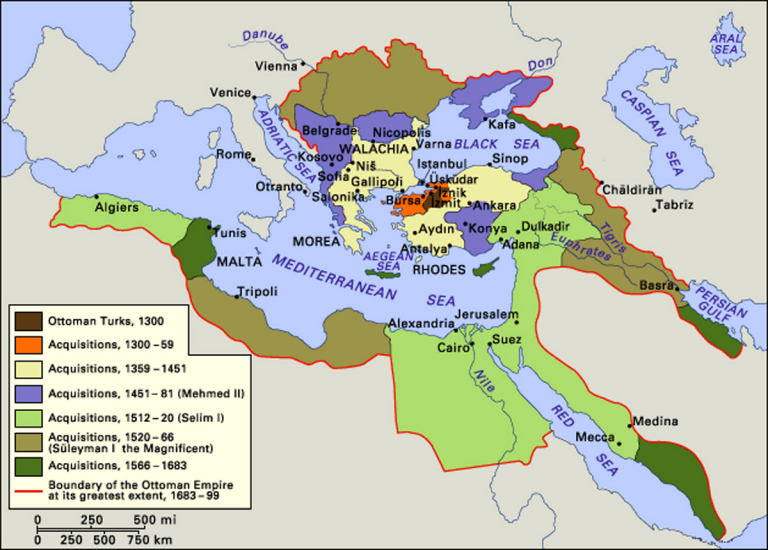 ARAL
SEA
Danube
Vienna
Don
Venice
CASPIAN SEA
Kafa
ADRIATIC SEA
Belgrade
Nicopolis
WALACHIA
Varna
BLACK SEA
Rome
Kosovo
Niš
Istanbul
Sinop
Sofia
Otranto
Gallipoli
Üsküdar
Chāldirān
Salonika
Bursa
Iznik
Izmit
Ankara
Tabrīz
Algiers
Aydın
Konya
Dulkadir
Tunis
MOREA
Antalya
Adana
Euphrates
Tigris
MALTA
AEGEAN
SEA
RHODES
MEDITERRANEAN SEA
Basra
PERSIAN
GULF
Tripoli
Jerusalem
Alexandria
Cairo
Suez
Nile
RED SEA
Medina
Mecca
Ottoman Turks, 1300
Acquisitions, 1300-59
Acquisitions, 1359-1451
Acquisitions, 1451-81 (Mehmed II)
Acquisitions, 1512-20 (Selim I)
Acquisitions, 1520-66
(Süleyman I the Magnificent)
Acquisitions, 1566-1683
Boundary of the Ottoman Empire
at its greatest extent, 1683-99
0 250 500 mi
0 250 500 750 km